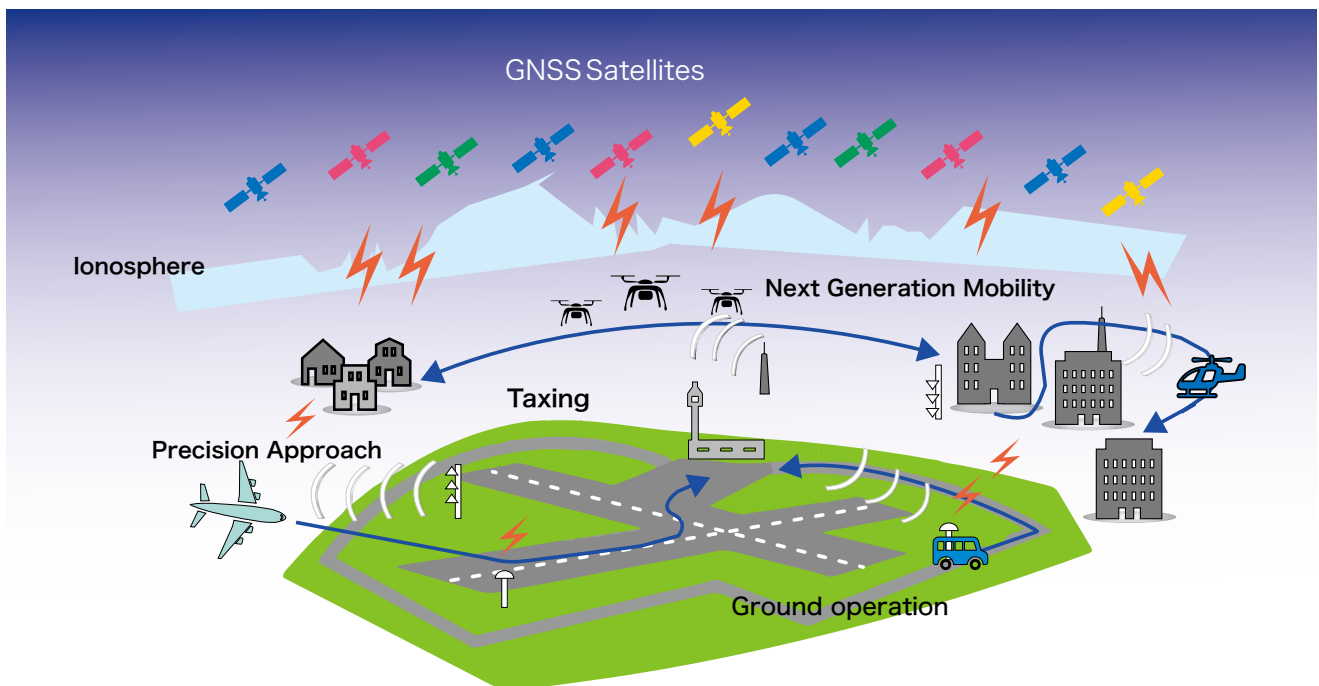 GNSS Satellites
Ionosphere
Next Generation Mobility
Taxing
Precision Approach
Ground operation